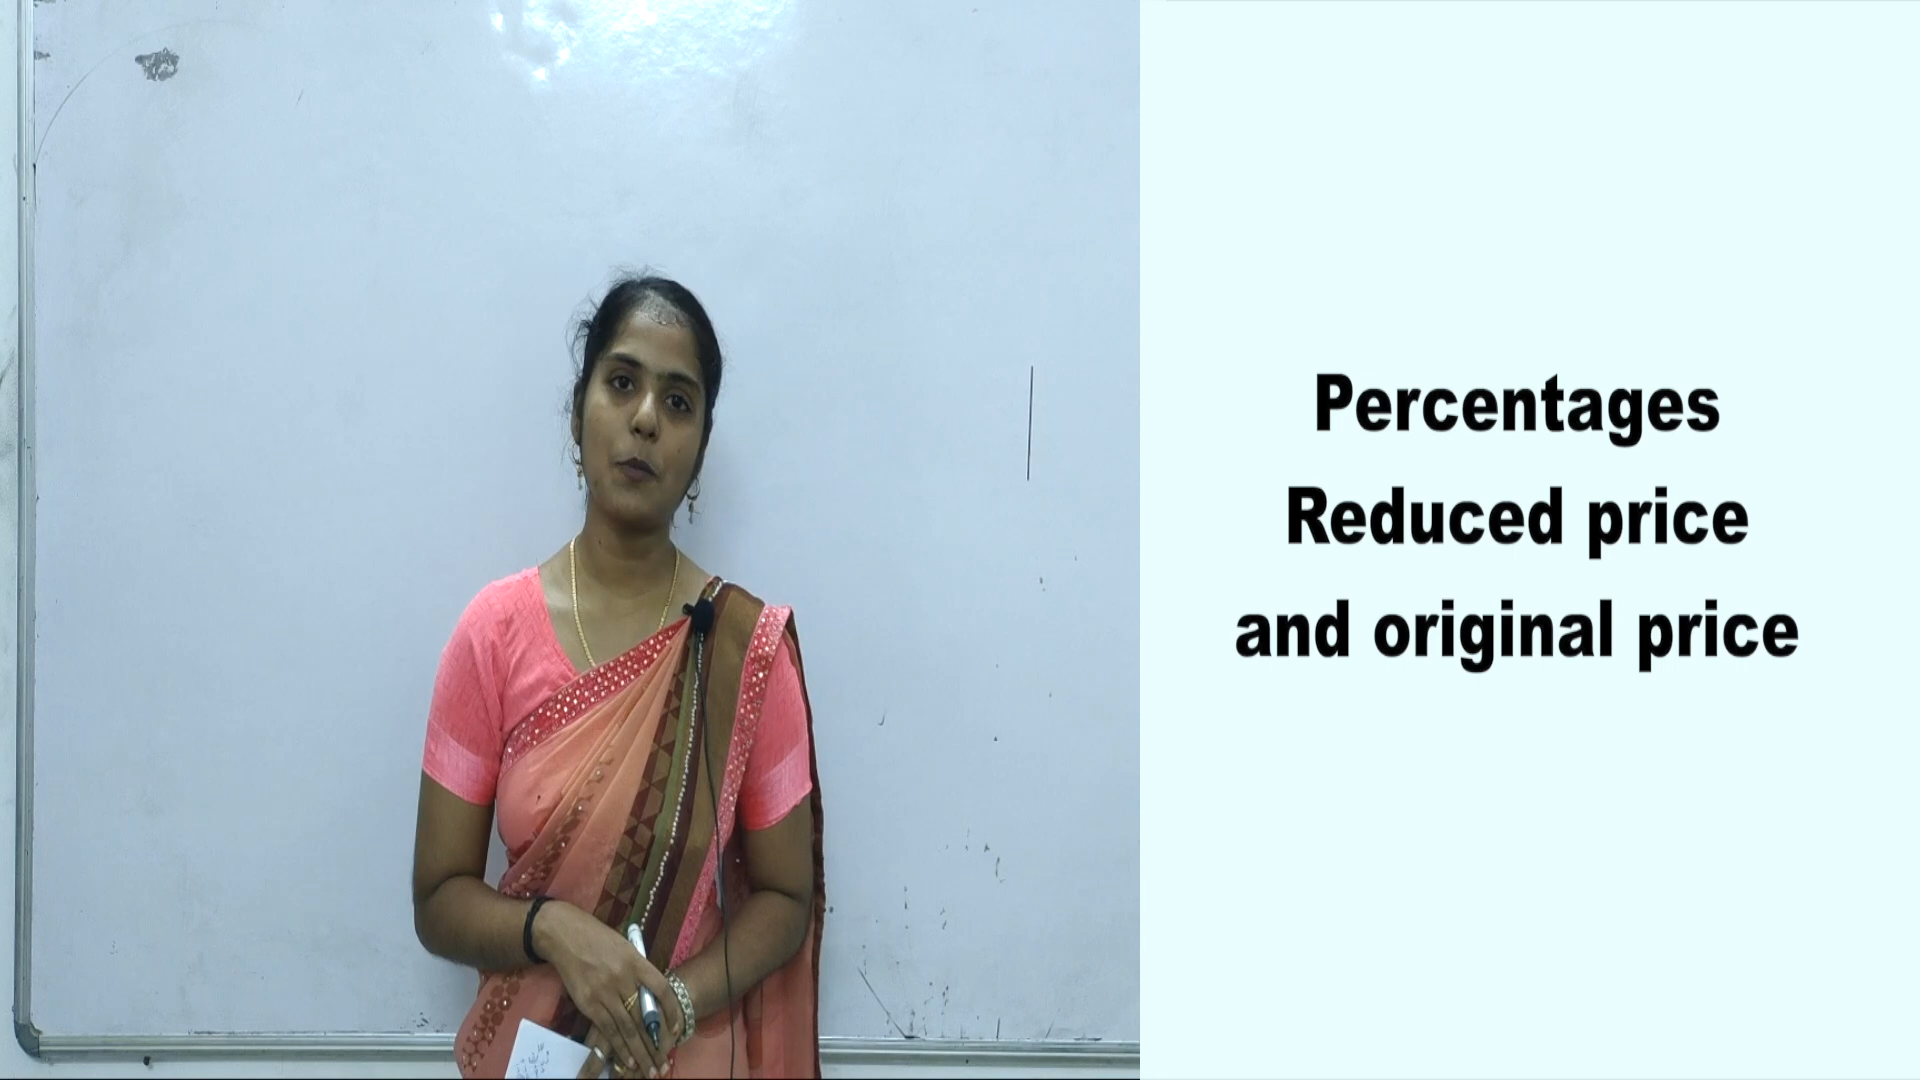 Percentages
Reduced price
and original price